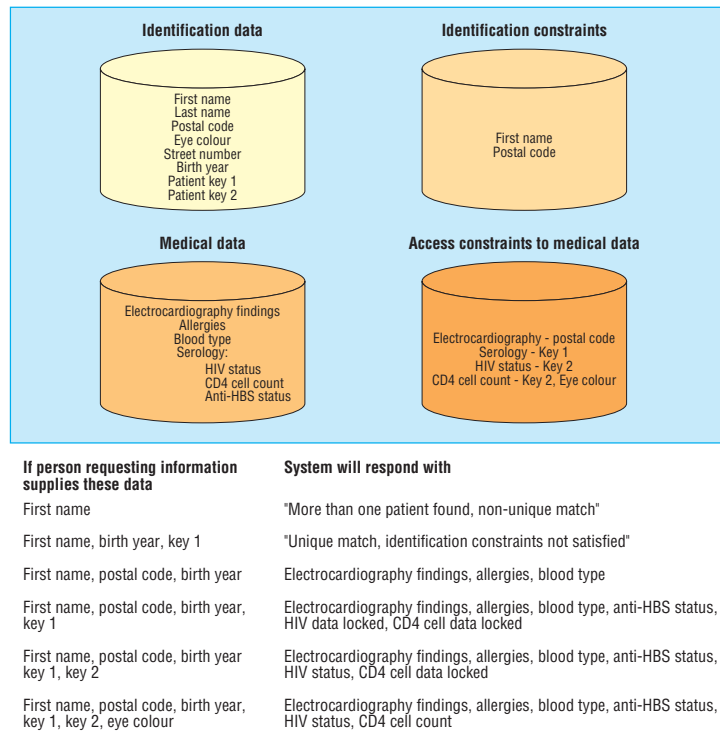 Identification data
First name
Last name
Postal code
Eye colour
Street number
Birth year
Patient key 1
Patient key 2
Identification constraints
First name
Postal code
Medical data
Electrocardiography findings
Allergies
Blood type
Serology:
HIV status
CD4 cell count
Anti-HBS status
Access constraints to medical data
Electrocardiography - postal code
Serology - Key 1
HIV status - Key 2
CD4 cell count - Key 2, Eye colour
If person requesting information
supplies these data
System will respond with
First name
"More than one patient found, non-unique match"
First name, birth year, key 1
"Unique match, identification constraints not satisfied"
First name, postal code, birth year
Electrocardiography findings, allergies, blood type
First name, postal code, birth year,
key 1
Electrocardiography findings, allergies, blood type, anti-HBS status,
HIV data locked, CD4 cell data locked
First name, postal code, birth year
key 1, key 2
Electrocardiography findings, allergies, blood type, anti-HBS status,
HIV status, CD4 cell data locked
First name, postal code, birth year,
key 1, key 2, eye colour
Electrocardiography findings, allergies, blood type, anti-HBS status,
HIV status, CD4 cell count